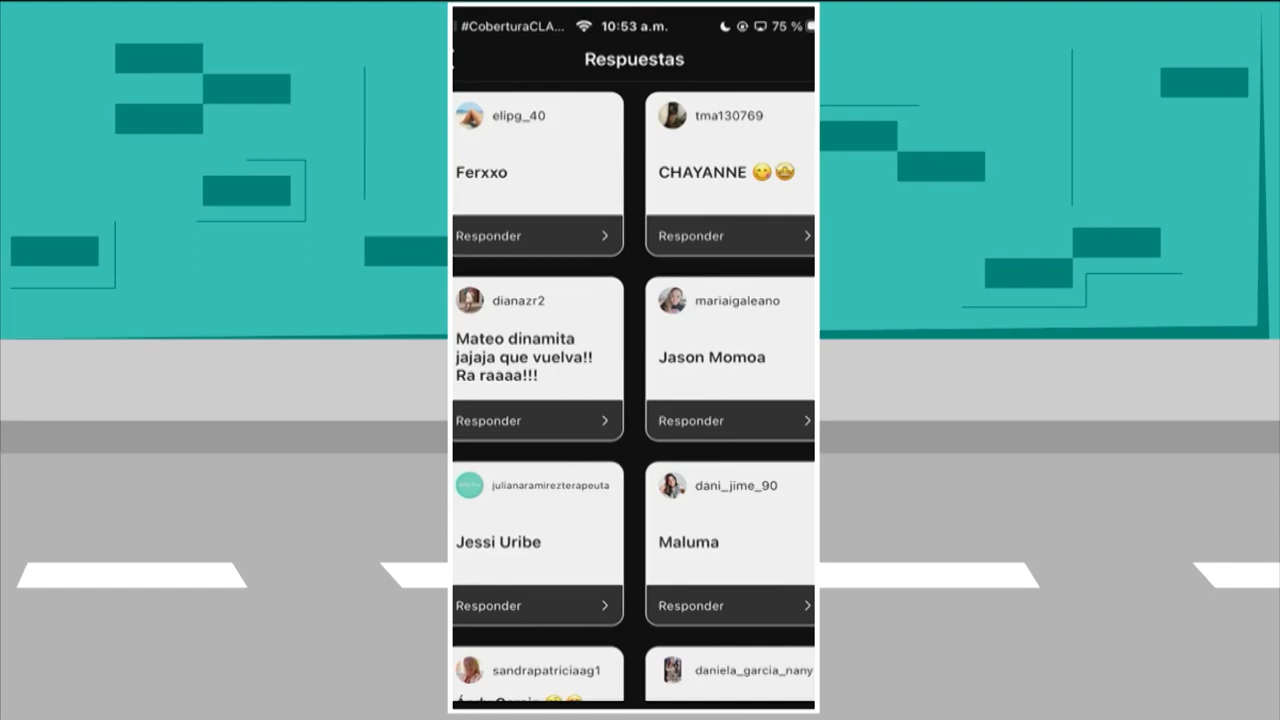 #CoberturaCLA... 10:53 a.m. 75 %
Respuestas
elipg_40
Ferxxo
Responder
tma130769
CHAYANNE 😋🤩
Responder
dianazr2
Mateo dinamita
jajaja que vuelva!!
Ra raaaa!!!
Responder
mariaigaleano
Jason Momoa
Responder
julianaramirezterapeuta
Jessi Uribe
Responder
dani_jime_90
Maluma
Responder
sandrapatriciaag1
daniela_garcia_nany